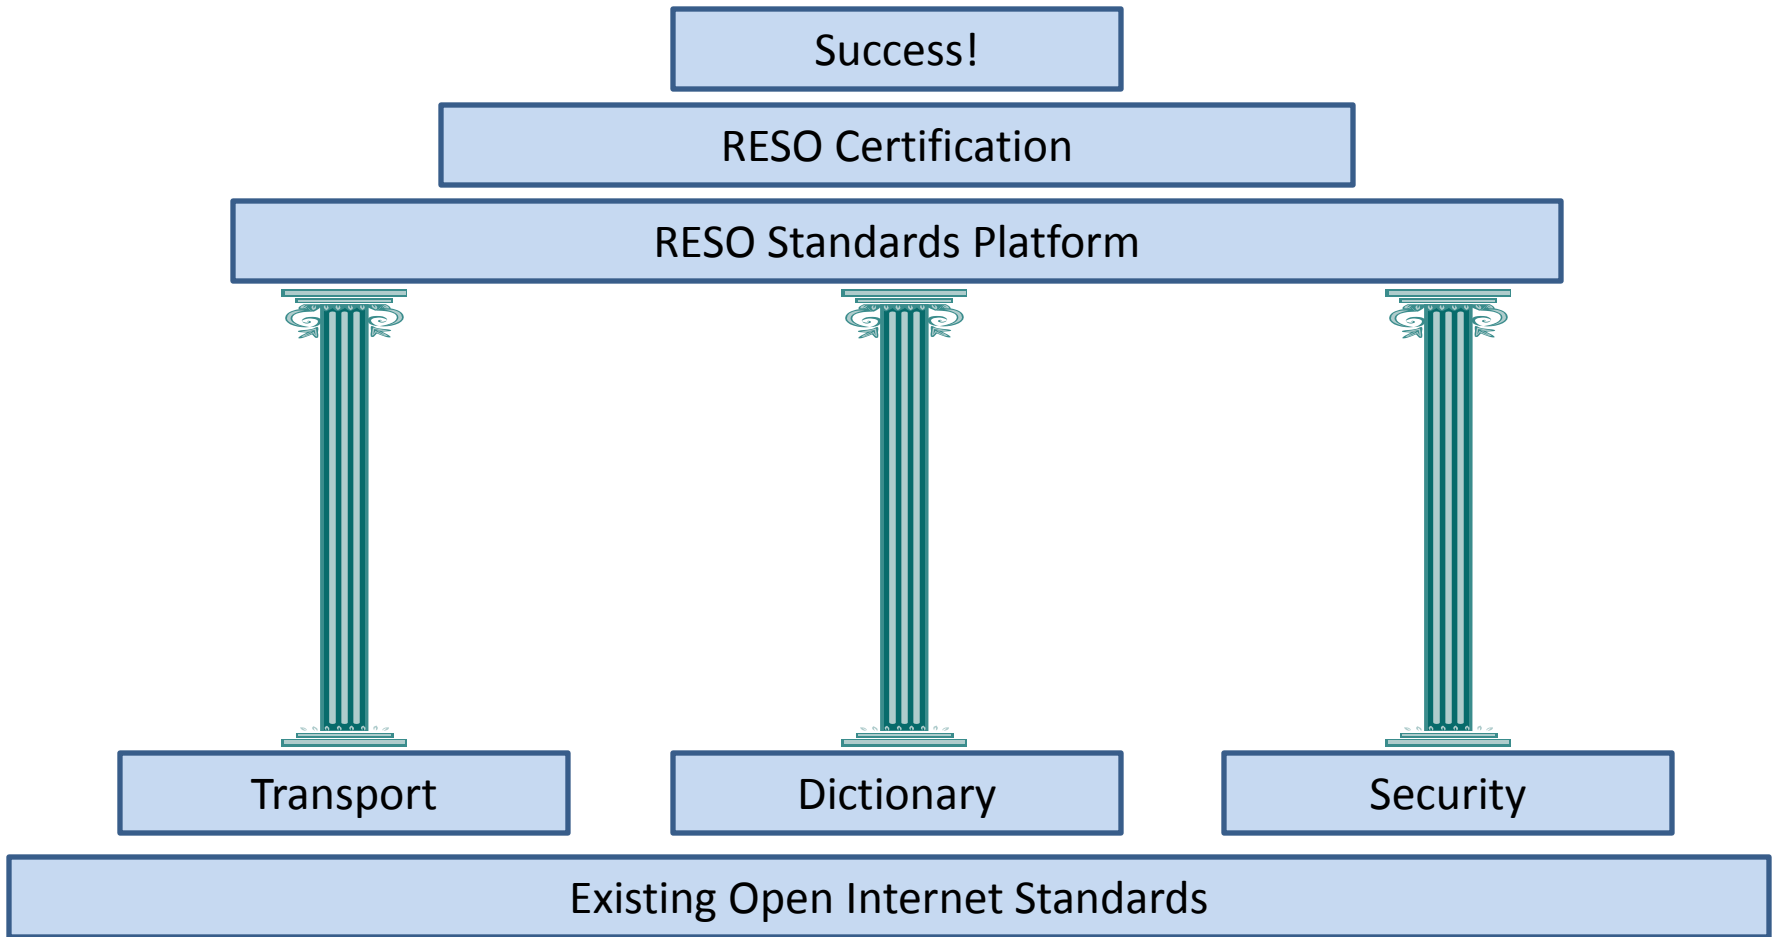 Success!
RESO Certification
RESO Standards Platform
Transport
Dictionary
Security
Existing Open Internet Standards